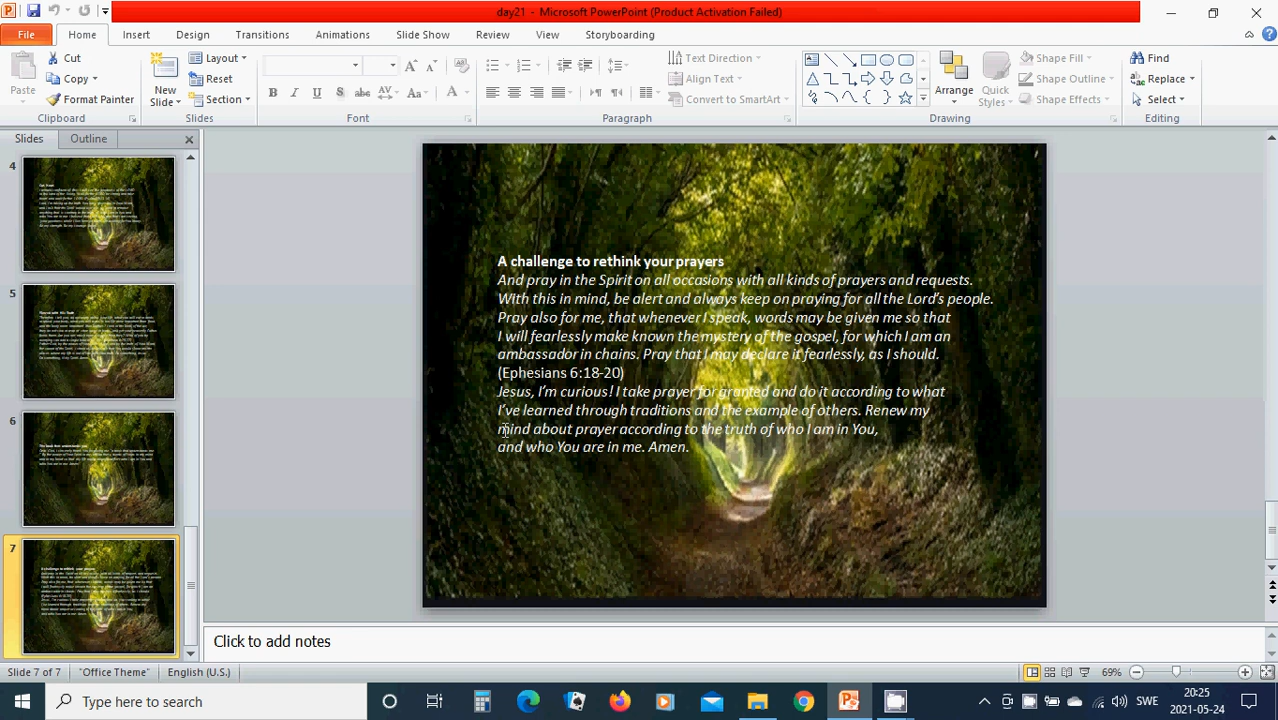 day21 - Microsoft PowerPoint (Product Activation Failed)
File Home Insert Design Transitions Animations Slide Show Review View Storyboarding
Paste
Cut
Copy
Format Painter
Clipboard
New Slide
Layout
Reset
Section
Slides
B I U S abc AV Aa A
Font
Text Direction
Align Text
Convert to SmartArt
Paragraph
Arrange
Quick Styles
Shape Fill
Shape Outline
Shape Effects
Drawing
Find
Replace
Select
Editing
Slides Outline
4
5
6
7
A challenge to rethink your prayers
And pray in the Spirit on all occasions with all kinds of prayers and requests.
With this in mind, be alert and always keep on praying for all the Lord's people.
Pray also for me, that whenever I speak, words may be given me so that
I will fearlessly make known the mystery of the gospel, for which I am an
ambassador in chains. Pray that I may declare it fearlessly, as I should.
(Ephesians 6:18-20)
Jesus, I'm curious! I take prayer for granted and do it according to what
I've learned through traditions and the example of others. Renew my
mind about prayer according to the truth of who I am in You,
and who You are in me. Amen.
Click to add notes
Slide 7 of 7 "Office Theme" English (U.S.) 69%
Type here to search
SWE
20:25
2021-05-24